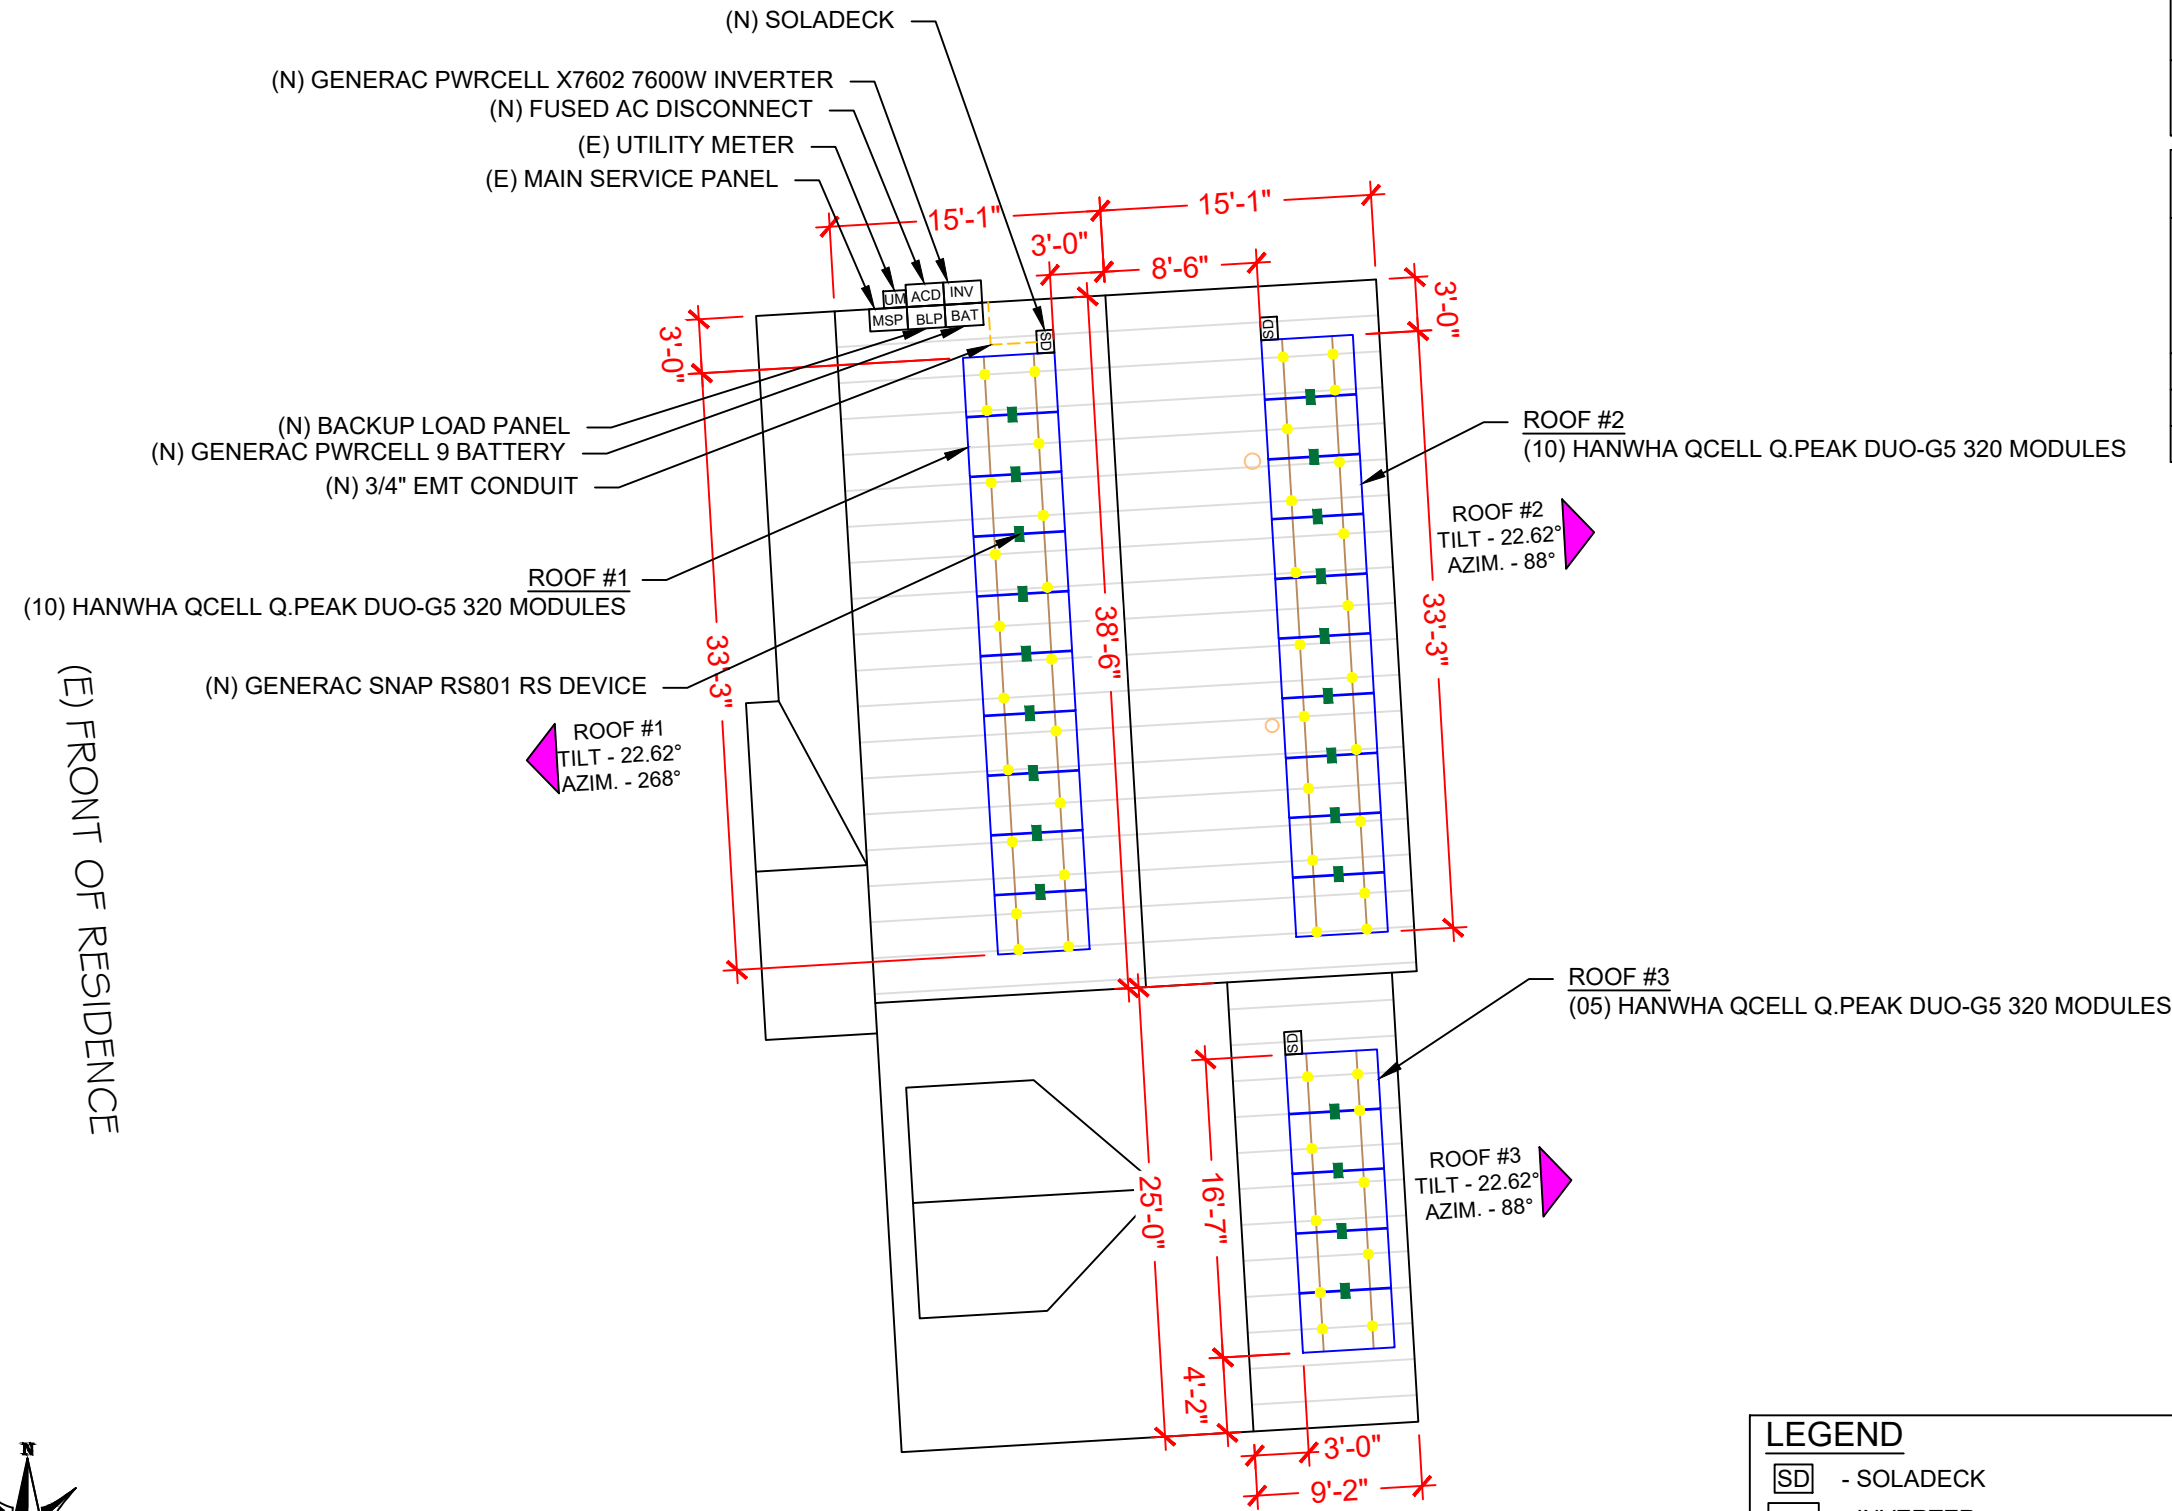 (N) SOLADECK
(N) GENERAC PWRCELL X7602 7600W INVERTER
(N) FUSED AC DISCONNECT
(E) UTILITY METER
(E) MAIN SERVICE PANEL
15'-1"
15'-1"
3'-0"
8'-6"
UM
ACD
INV
MSP
BLP
BAT
SD
SD
3'-0"
3'-0"
(N) BACKUP LOAD PANEL
(N) GENERAC PWRCELL 9 BATTERY
(N) 3/4" EMT CONDUIT
ROOF #2
(10) HANWHA QCELL Q.PEAK DUO-G5 320 MODULES
ROOF #2
TILT - 22.62°
AZIM. - 88°
ROOF #1
(10) HANWHA QCELL Q.PEAK DUO-G5 320 MODULES
33'-3"
38'-6"
33'-3"
(N) GENERAC SNAP RS801 RS DEVICE
ROOF #1
TILT - 22.62°
AZIM. - 268°
(E) FRONT OF RESIDENCE
ROOF #3
(05) HANWHA QCELL Q.PEAK DUO-G5 320 MODULES
SD
ROOF #3
TILT - 22.62°
AZIM. - 88°
25'-0"
16'-7"
4'-2"
3'-0"
9'-2"
N
LEGEND
SD - SOLADECK
- INVERTER